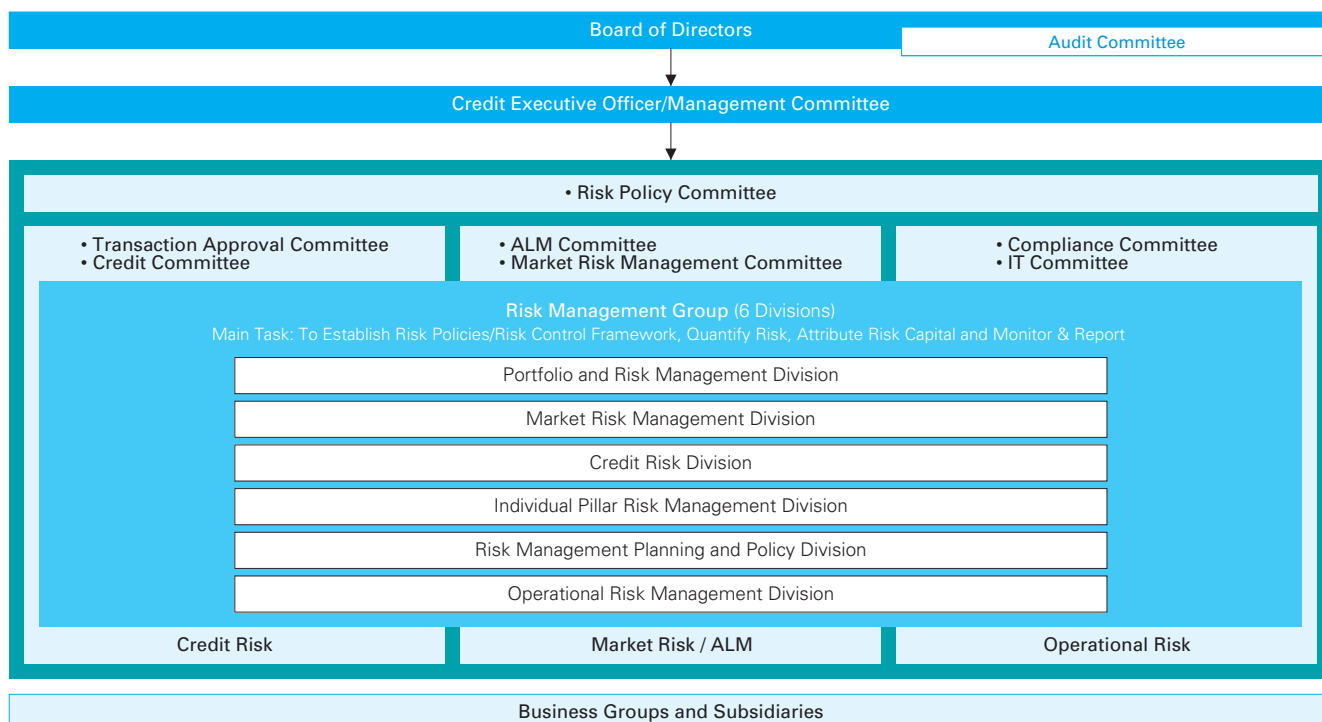 Board of Directors
Audit Committee
Credit Executive Officer/Management Committee
• Risk Policy Committee
• Transaction Approval Committee
• Credit Committee
• ALM Committee
• Market Risk Management Committee
• Compliance Committee
• IT Committee
Risk Management Group (6 Divisions)
Main Task: To Establish Risk Policies/Risk Control Framework, Quantify Risk, Attribute Risk Capital and Monitor & Report
Portfolio and Risk Management Division
Market Risk Management Division
Credit Risk Division
Individual Pillar Risk Management Division
Risk Management Planning and Policy Division
Operational Risk Management Division
Credit Risk
Market Risk / ALM
Operational Risk
Business Groups and Subsidiaries